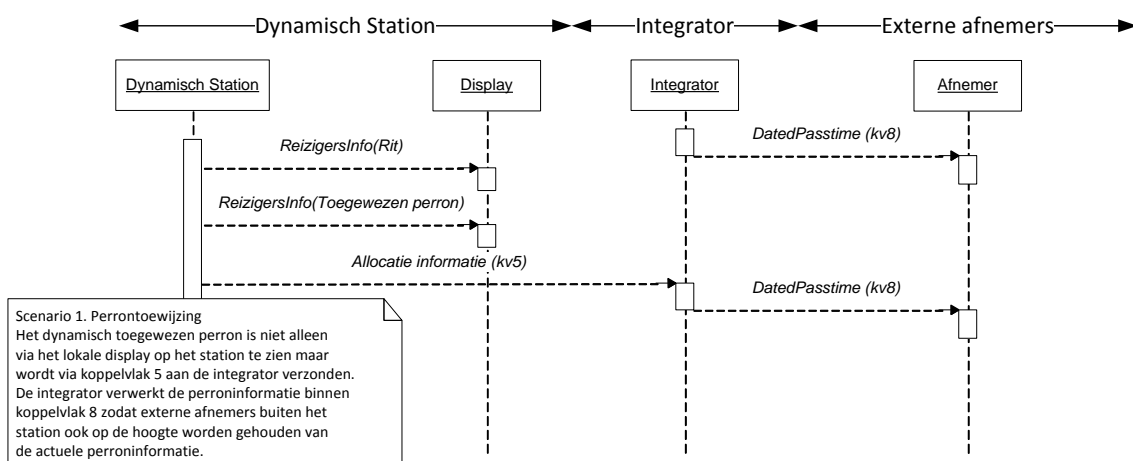 Dynamisch Station
Integrator
Externe afnemers
Dynamisch Station
Display
Integrator
Afnemer
DatedPasstime (kv8)
ReizigersInfo(Rit)
ReizigersInfo(Toegewezen perron)
Allocatie informatie (kv5)
DatedPasstime (kv8)
Scenario 1. Perrontoewijzing
Het dynamisch toegewezen perron is niet alleen
via het lokale display op het station te zien maar
wordt via koppelvlak 5 aan de integrator verzonden.
De integrator verwerkt de perroninformatie binnen
koppelvlak 8 zodat externe afnemers buiten het
station ook op de hoogte worden gehouden van
de actuele perroninformatie.